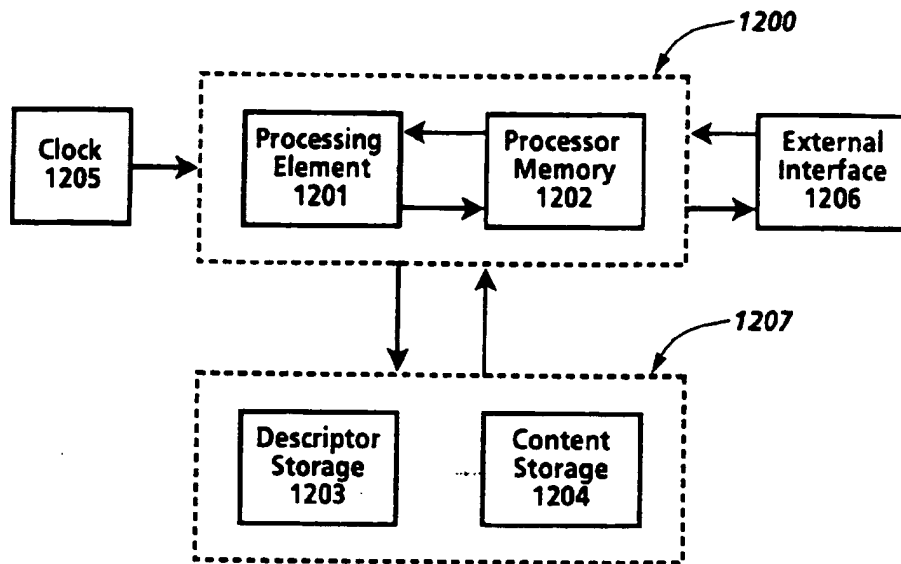 1200
Clock
1205
Processing
Element
1201
Processor
Memory
1202
External
Interface
1206
1207
Descriptor
Storage
1203
Content
Storage
1204